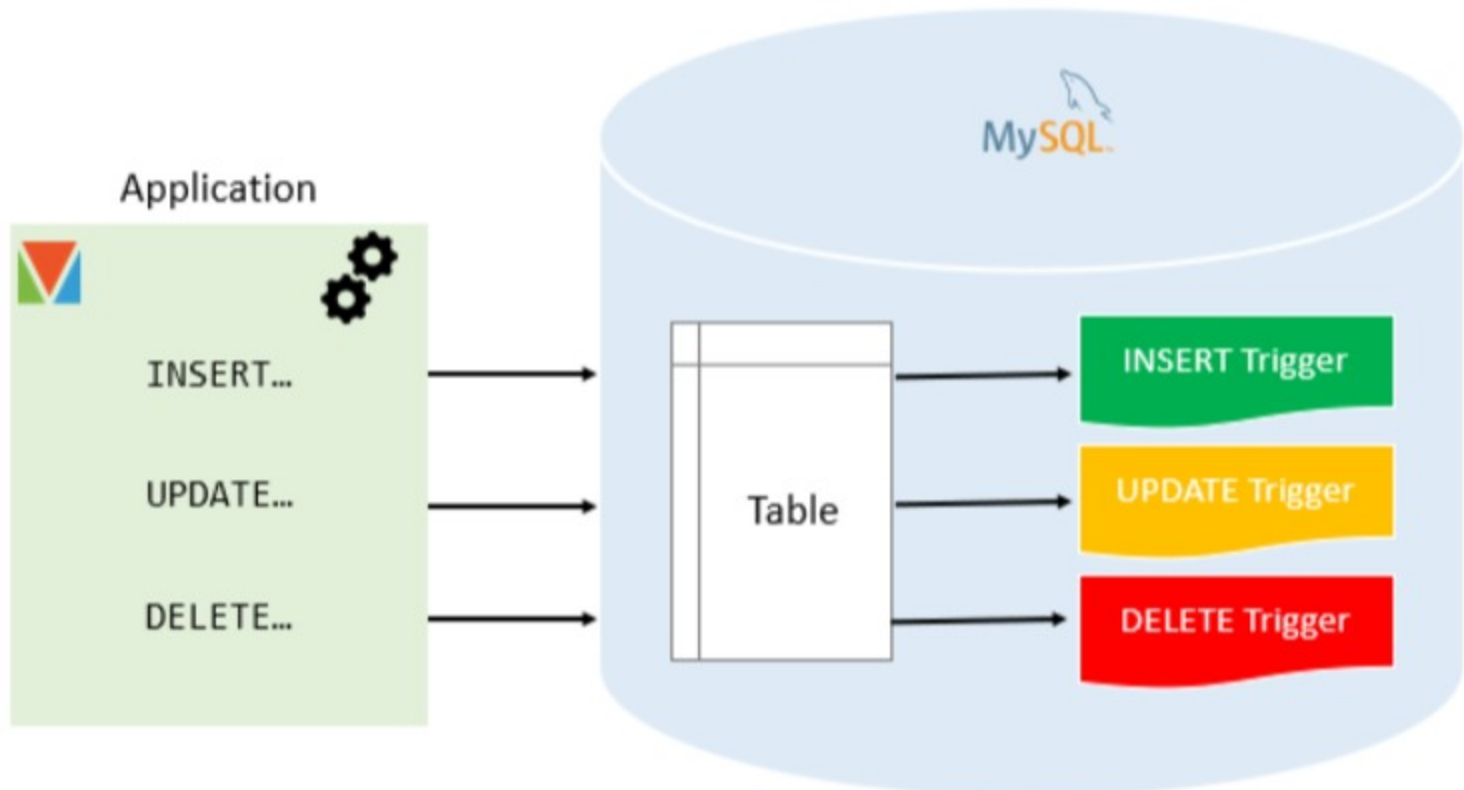 MySQL
Application
INSERT…
UPDATE…
DELETE…
Table
INSERT Trigger
UPDATE Trigger
DELETE Trigger